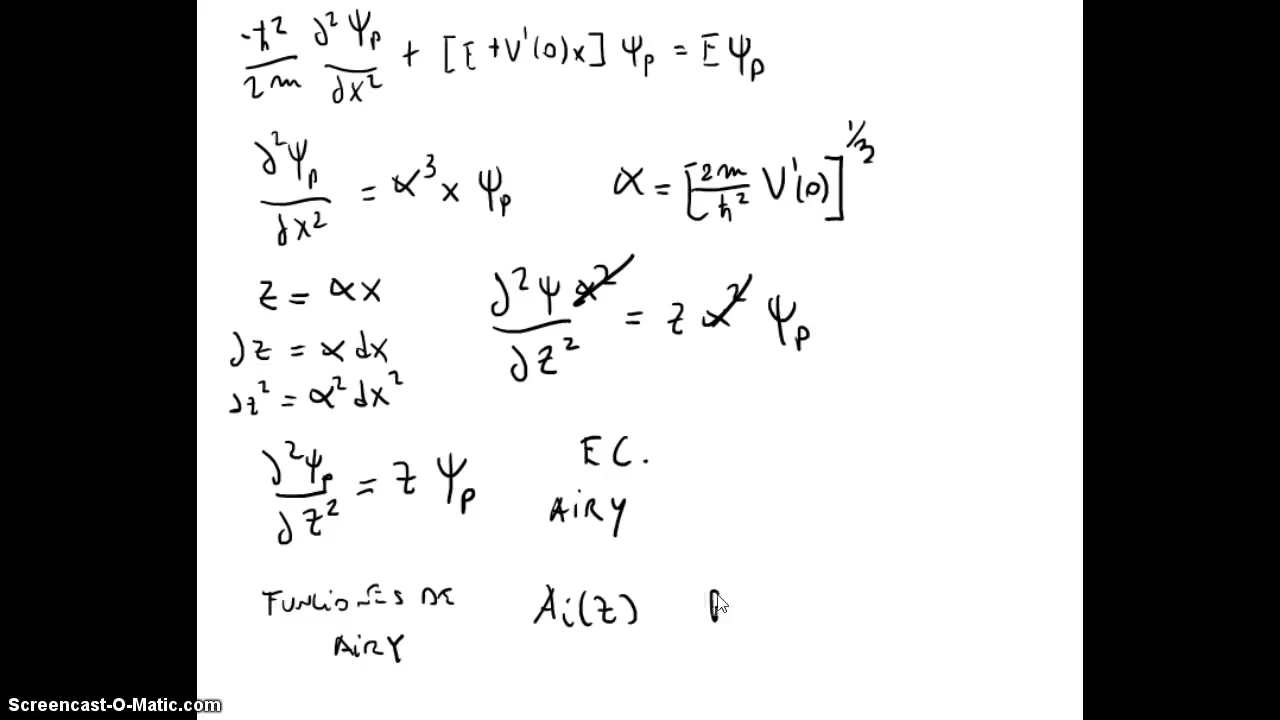 -ħ²/2m ∂²Ψp/∂x² + [E + V'(0)x] Ψp = E Ψp
∂²Ψp/∂x² = α³ x Ψp    α = [2m/ħ² V'(0)]^1/3
z = αx    ∂²Ψ α²/∂z² = z α² Ψp
∂z = α dx
∂z² = α² dx²
∂²Ψp/∂z² = z Ψp    EC.
AIRY
FUNCIONES DE    Ai(z)
AIRY
Screencast-O-Matic.com